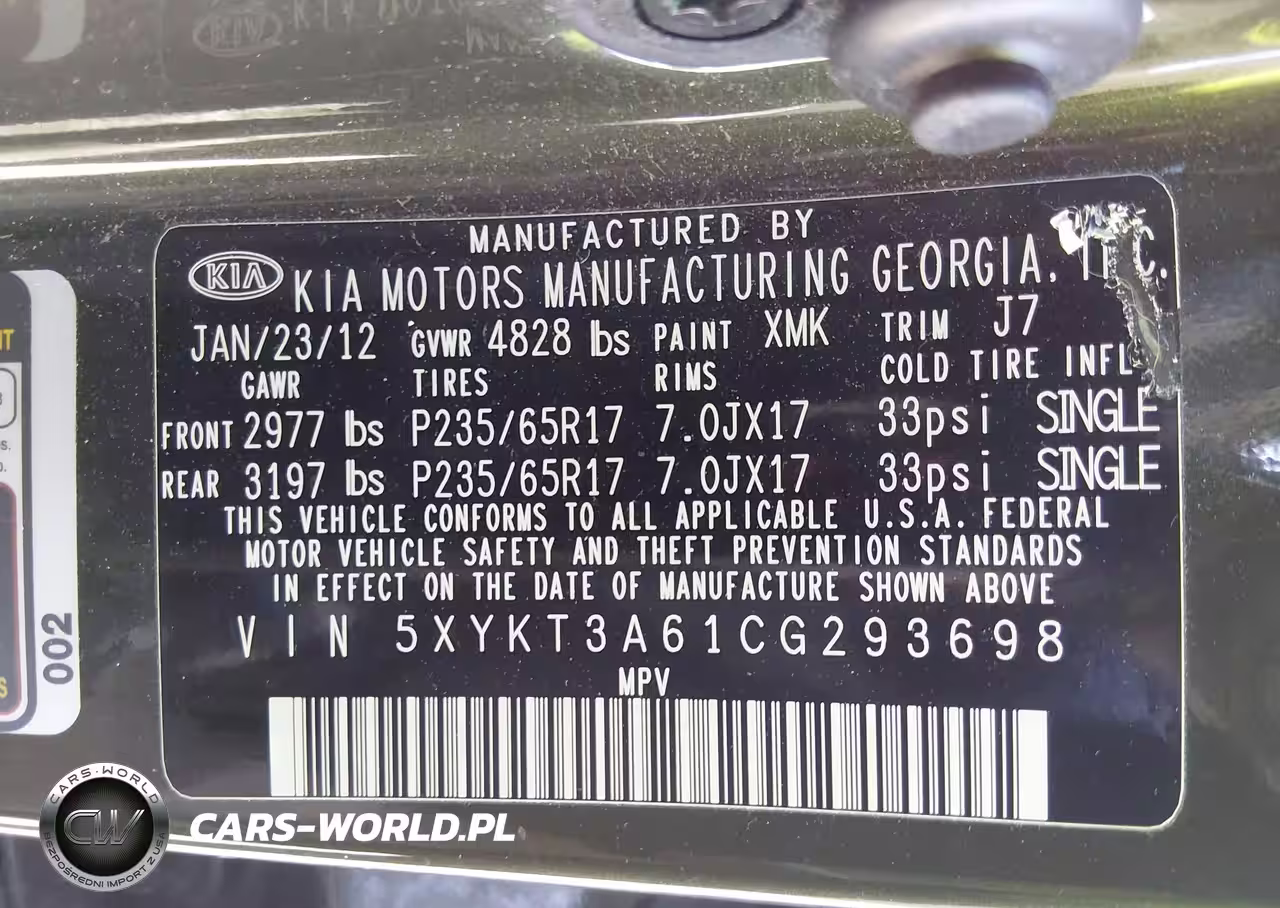 MANUFACTURED BY
KIA KIA MOTORS MANUFACTURING GEORGIA,
JAN/23/12 GVWR 4828 lbs PAINT XMK TRIM J7
GAWR TIRES RIMS COLD TIRE INFL
FRONT 2977 lbs P235/65R17 7.0JX17 33psi SINGLE
REAR 3197 lbs P235/65R17 7.0JX17 33psi SINGLE
THIS VEHICLE CONFORMS TO ALL APPLICABLE U.S.A. FEDERAL
MOTOR VEHICLE SAFETY AND THEFT PREVENTION STANDARDS
IN EFFECT ON THE DATE OF MANUFACTURE SHOWN ABOVE
VIN 5XYKT3A61CG293698
MPV
002
CARS-WORLD
CW
BEZPOŚREDNI IMPORT Z USA
CARS-WORLD.PL